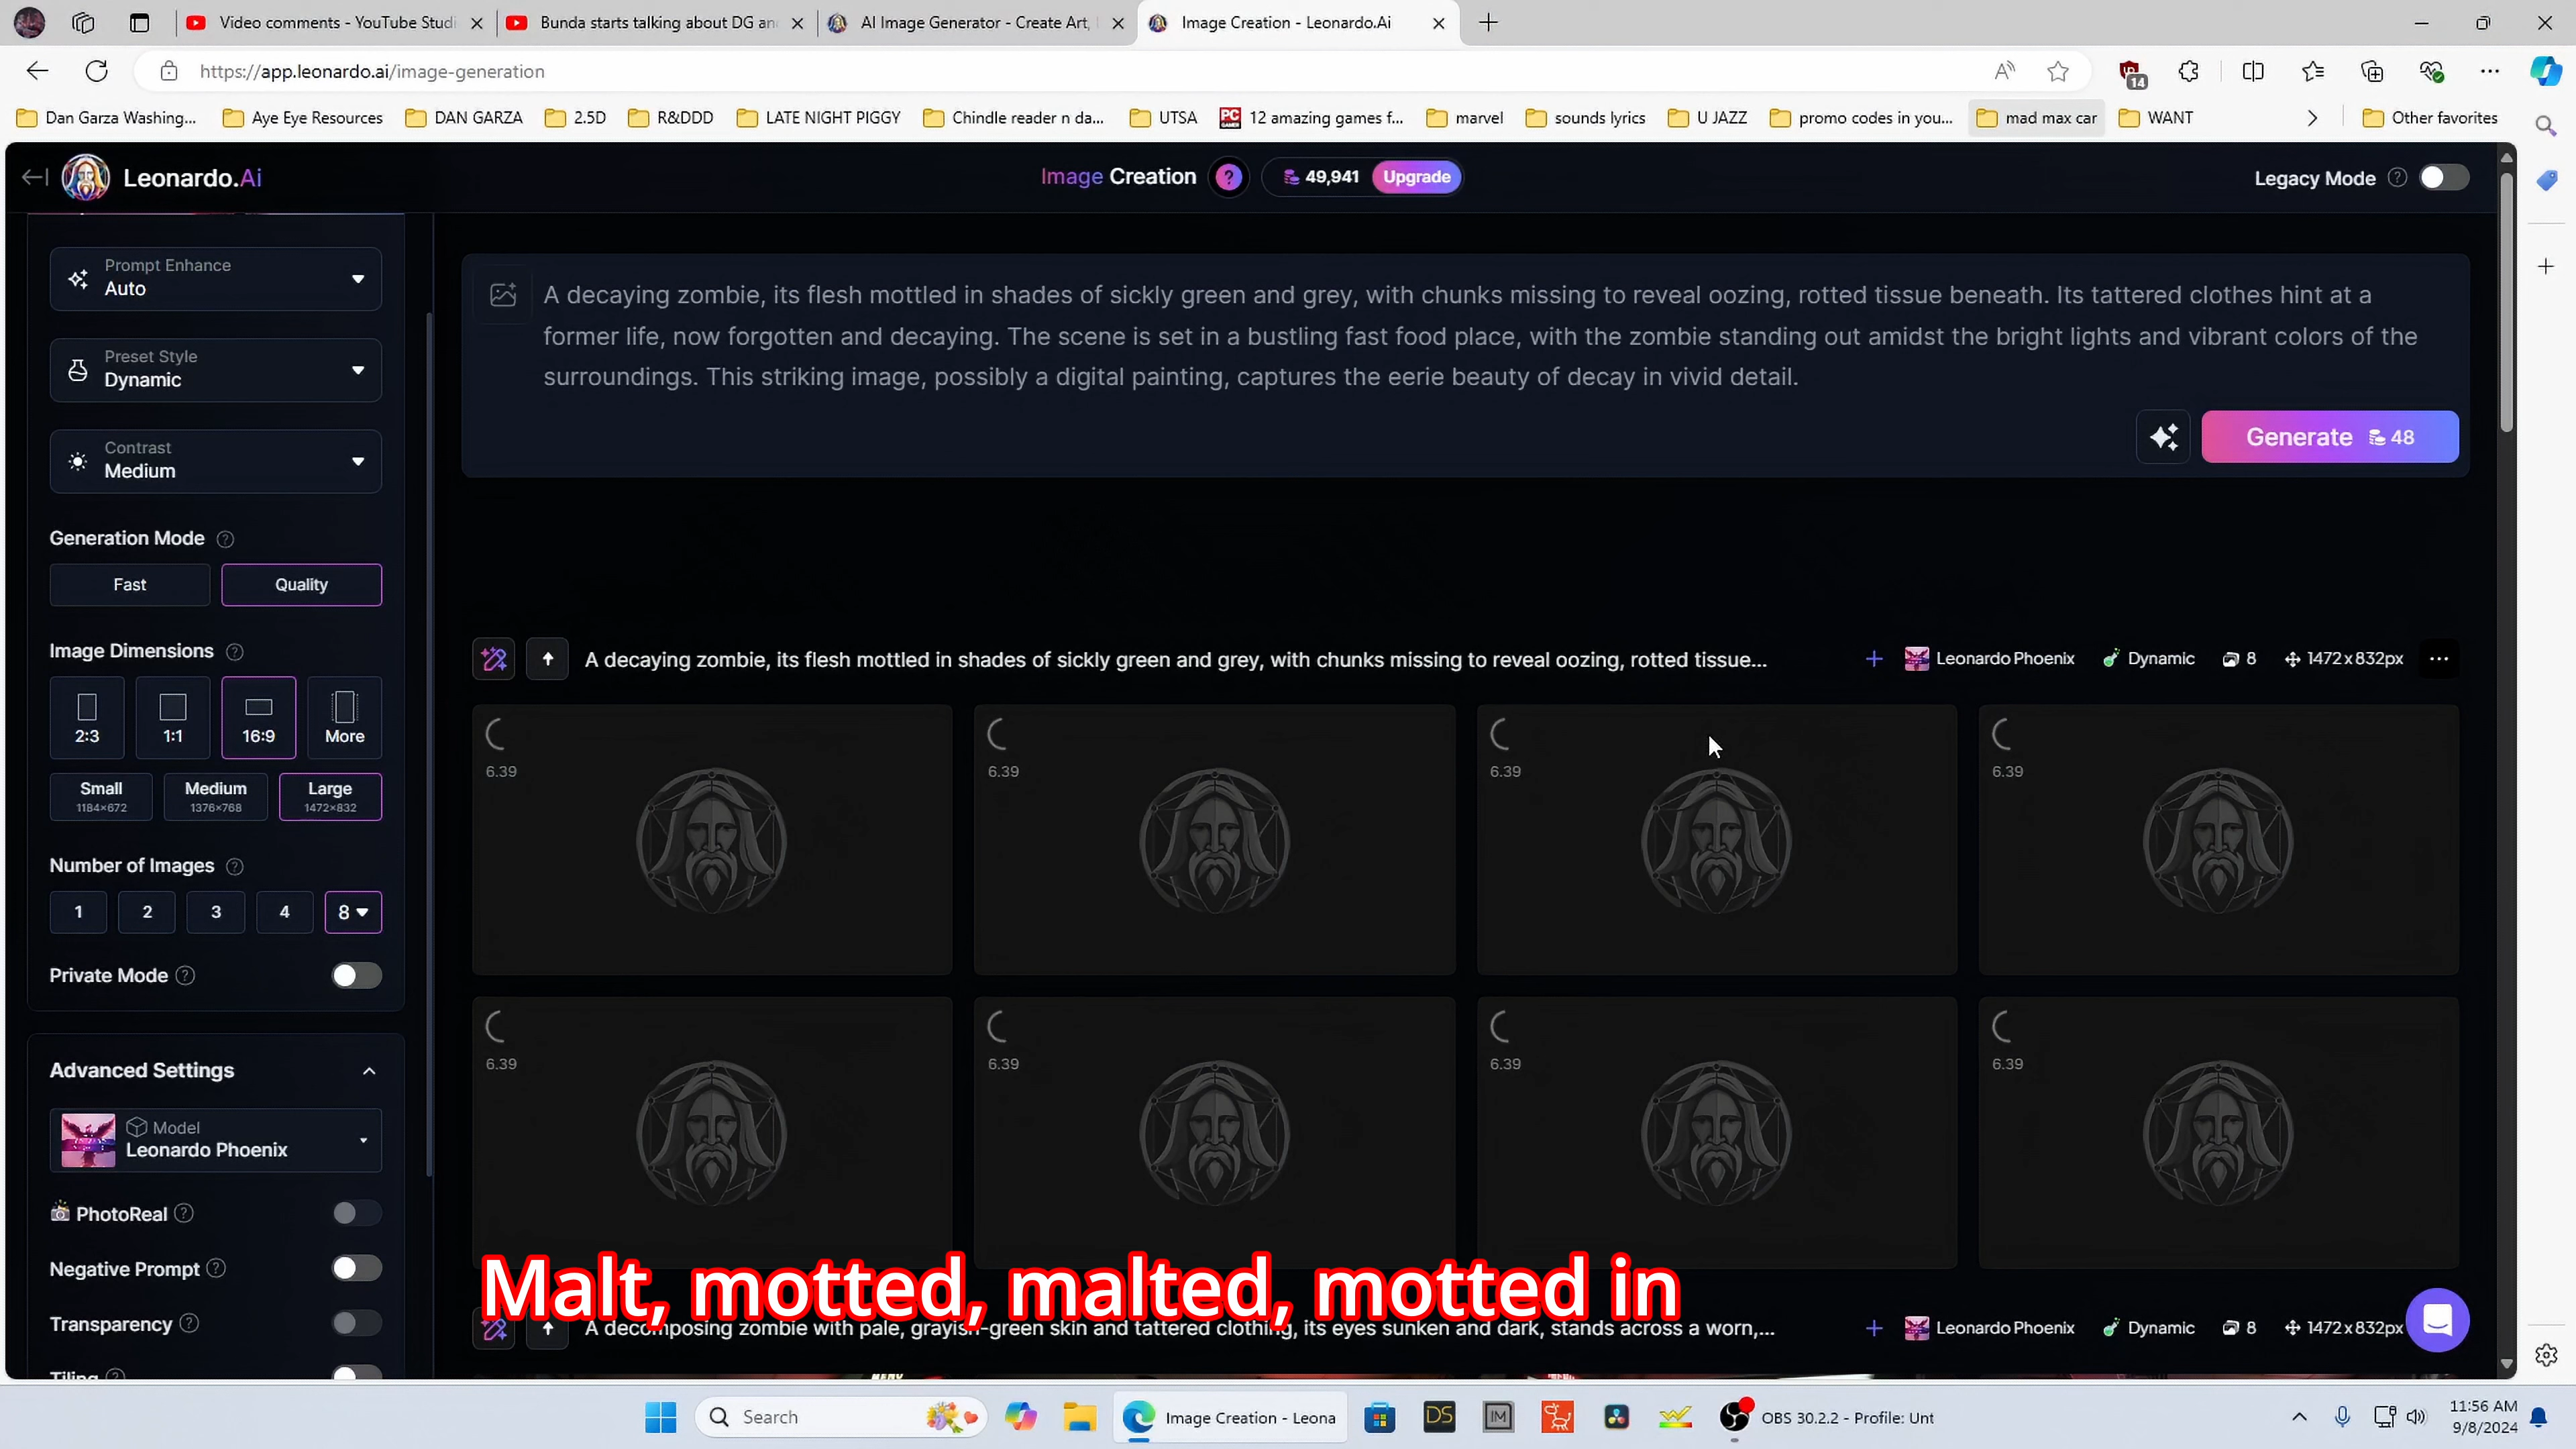 Video comments - YouTube Studi
Bunda starts talking about DG an
AI Image Generator - Create Art,
Image Creation - Leonardo.Ai
https://app.leonardo.ai/image-generation
14
Dan Garza Washing...
Aye Eye Resources
DAN GARZA
2.5D
R&DDD
LATE NIGHT PIGGY
Chindle reader n da...
UTSA
12 amazing games f...
marvel
sounds lyrics
U JAZZ
promo codes in you...
mad max car
WANT
Other favorites
Leonardo.Ai
Image Creation
49,941
Upgrade
Legacy Mode
Prompt Enhance
Auto
Preset Style
Dynamic
Contrast
Medium
Generation Mode
Fast
Quality
Image Dimensions
2:3
1:1
16:9
More
Small
1184×672
Medium
1376×768
Large
1472×832
Number of Images
1
2
3
4
8
Private Mode
Advanced Settings
Model
Leonardo Phoenix
PhotoReal
Negative Prompt
Transparency
Tiling
A decaying zombie, its flesh mottled in shades of sickly green and grey, with chunks missing to reveal oozing, rotted tissue beneath. Its tattered clothes hint at a
former life, now forgotten and decaying. The scene is set in a bustling fast food place, with the zombie standing out amidst the bright lights and vibrant colors of the
surroundings. This striking image, possibly a digital painting, captures the eerie beauty of decay in vivid detail.
Generate 48
A decaying zombie, its flesh mottled in shades of sickly green and grey, with chunks missing to reveal oozing, rotted tissue...
Leonardo Phoenix
Dynamic
8
1472 x 832px
6.39
6.39
6.39
6.39
6.39
6.39
6.39
6.39
Malt, motted, malted, motted in
A decomposing zombie with pale, grayish-green skin and tattered clothing, its eyes sunken and dark, stands across a worn,...
Leonardo Phoenix
Dynamic
8
1472 x 832px
Search
Image Creation - Leona
DS
IM
OBS 30.2.2 - Profile: Unt
11:56 AM
9/8/2024